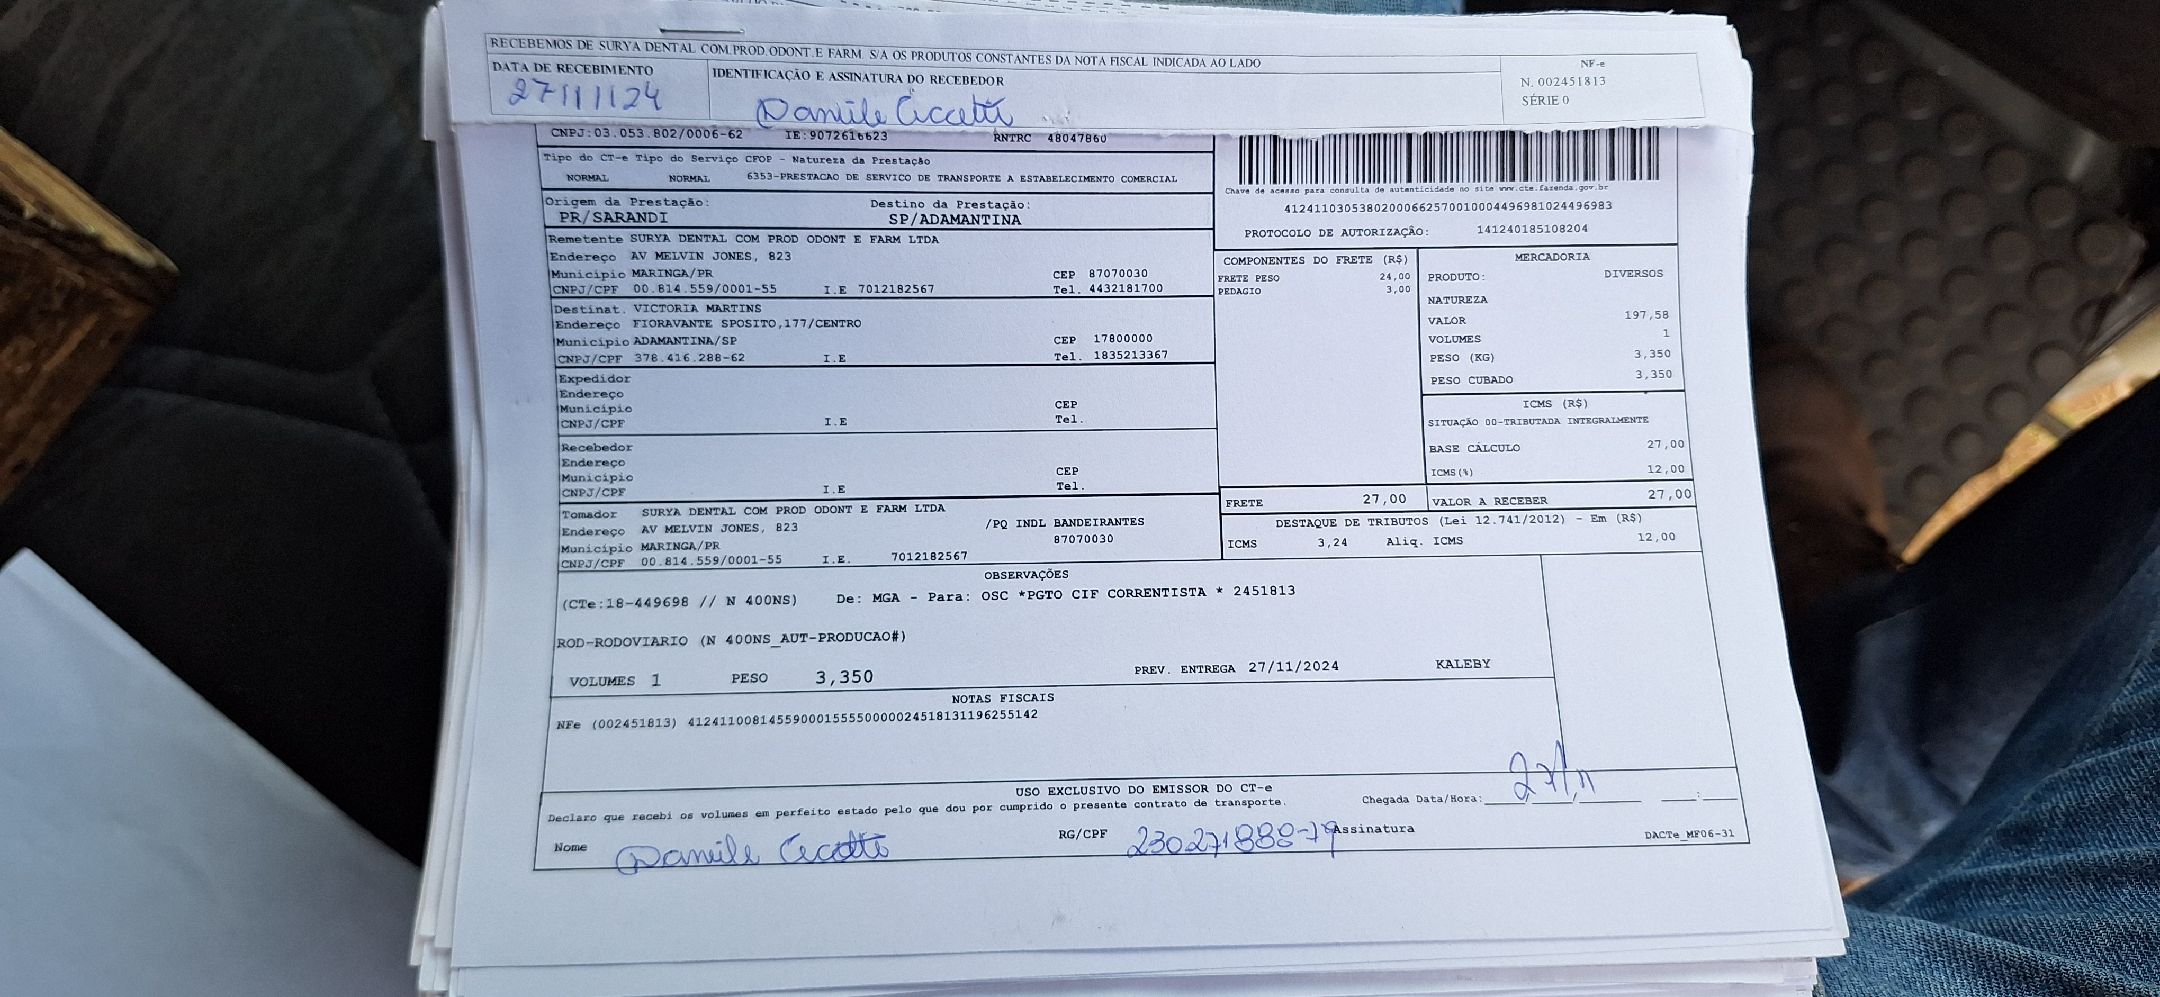 RECEBEMOS DE SURYA DENTAL COM.PROD.ODONT.E FARM. S/A OS PRODUTOS CONSTANTES DA NOTA FISCAL INDICADA AO LADO
DATA DE RECEBIMENTO IDENTIFICAÇÃO E ASSINATURA DO RECEBEDOR
NF-e
N. 002451813
SÉRIE 0
27/11/24
CNPJ:03.053.802/0006-62 IE:9072616623 RNTRC 48047860
Tipo do CT-e Tipo do Serviço CFOP - Natureza da Prestação
NORMAL NORMAL 6353-PRESTACAO DE SERVICO DE TRANSPORTE A ESTABELECIMENTO COMERCIAL
Chave de acesso para consulta de autenticidade no site www.cte.fazenda.gov.br
41241103053802000662570010004496981024496983
PROTOCOLO DE AUTORIZAÇÃO: 141240185108204
Origem da Prestação: Destino da Prestação:
PR/SARANDI SP/ADAMANTINA
Remetente SURYA DENTAL COM PROD ODONT E FARM LTDA
Endereço AV MELVIN JONES, 823
Município MARINGA/PR CEP 87070030
CNPJ/CPF 00.814.559/0001-55 I.E 7012182567 Tel. 4432181700
Destinat. VICTORIA MARTINS
Endereço FIORAVANTE SPOSITO,177/CENTRO
Município ADAMANTINA/SP CEP 17800000
CNPJ/CPF 378.416.288-62 I.E Tel. 1835213367
Expedidor
Endereço
Município CEP
CNPJ/CPF I.E Tel.
Recebedor
Endereço
Município CEP
CNPJ/CPF I.E Tel.
Tomador SURYA DENTAL COM PROD ODONT E FARM LTDA
Endereço AV MELVIN JONES, 823 /PQ INDL BANDEIRANTES
Município MARINGA/PR 87070030
CNPJ/CPF 00.814.559/0001-55 I.E. 7012182567
COMPONENTES DO FRETE (R$)
FRETE PESO 24,00
PEDAGIO 3,00
MERCADORIA
PRODUTO: DIVERSOS
NATUREZA
VALOR 197,58
VOLUMES 1
PESO (KG) 3,350
PESO CUBADO 3,350
ICMS (R$)
SITUAÇÃO 00-TRIBUTADA INTEGRALMENTE
BASE CÁLCULO 27,00
ICMS(%) 12,00
FRETE 27,00 VALOR A RECEBER 27,00
DESTAQUE DE TRIBUTOS (Lei 12.741/2012) - Em (R$)
ICMS 3,24 Aliq. ICMS 12,00
OBSERVAÇÕES
(CTe:18-449698 // N 400NS) De: MGA - Para: OSC *PGTO CIF CORRENTISTA * 2451813
ROD-RODOVIARIO (N 400NS_AUT-PRODUCAO#)
VOLUMES 1 PESO 3,350 PREV. ENTREGA 27/11/2024 KALEBY
NOTAS FISCAIS
NFe (002451813) 41241100814559000155550000024518131196255142
USO EXCLUSIVO DO EMISSOR DO CT-e
Declaro que recebi os volumes em perfeito estado pelo que dou por cumprido o presente contrato de transporte. Chegada Data/Hora: 27/11
Nome RG/CPF 230271888-79 Assinatura DACTe_MF06-31